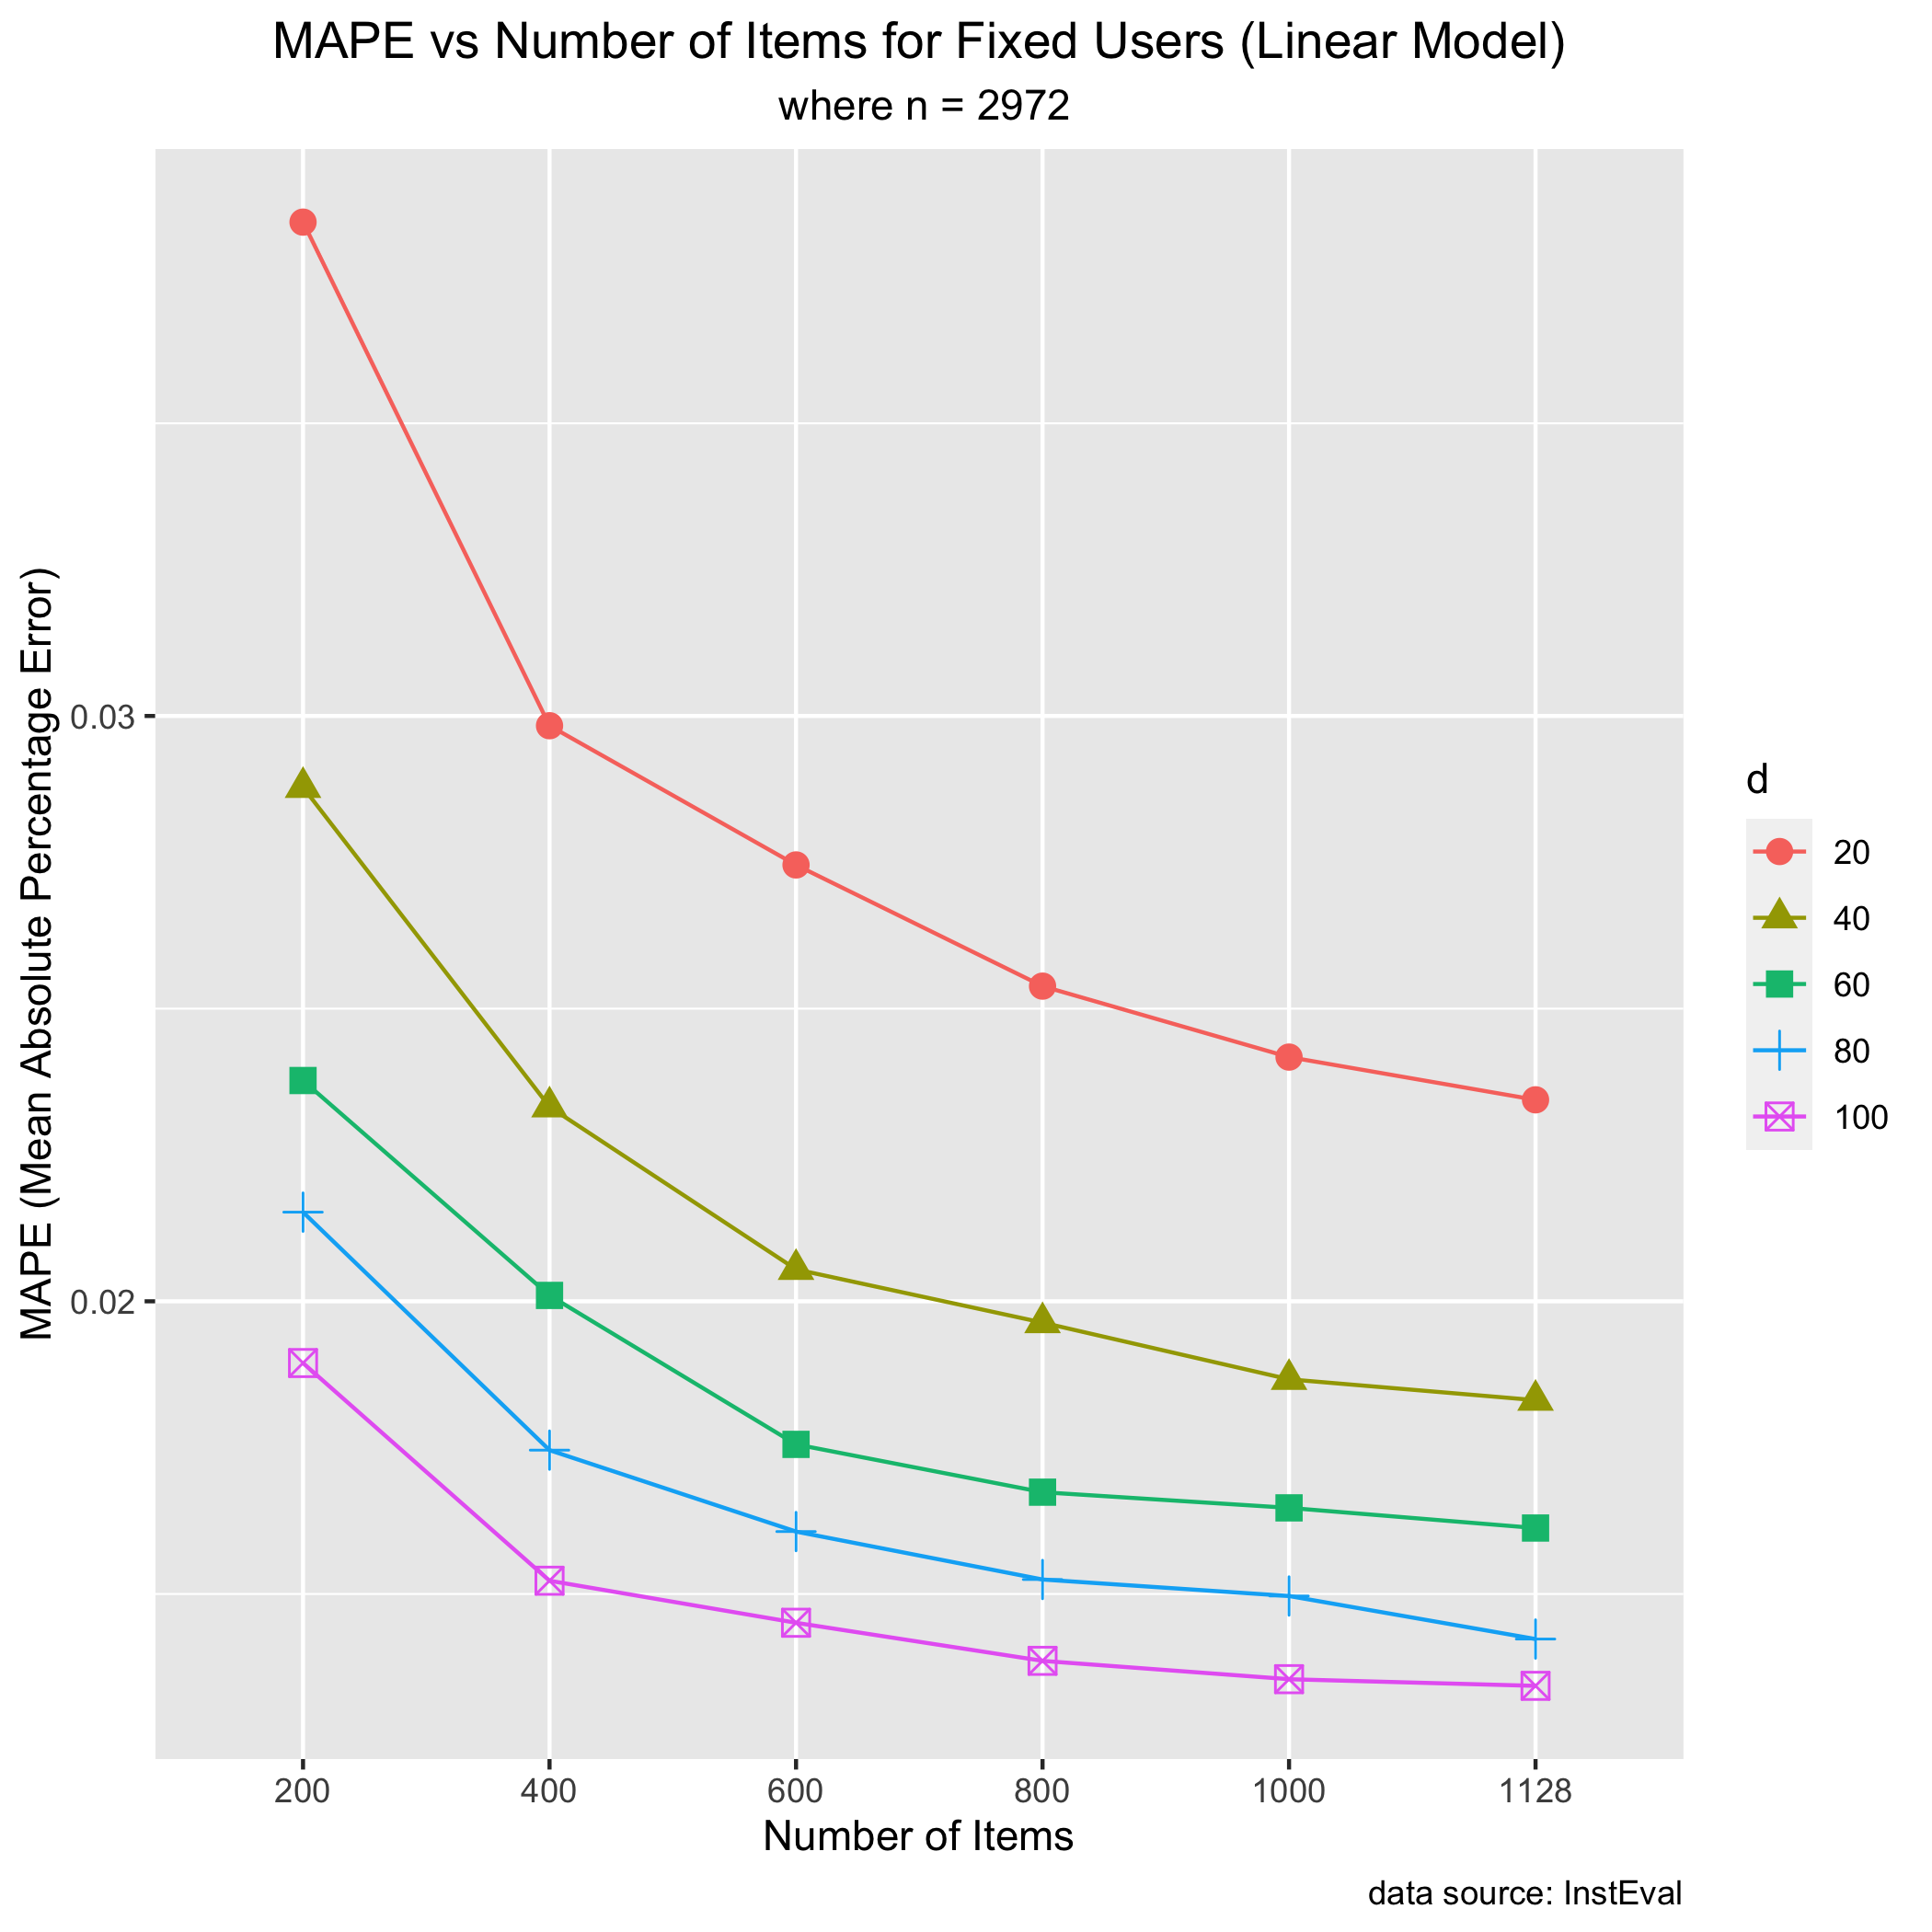 MAPE vs Number of Items for Fixed Users (Linear Model)
where n = 2972
MAPE (Mean Absolute Percentage Error)
0.03
0.02
200 400 600 800 1000 1128
Number of Items
d
20
40
60
80
100
data source: InstEval